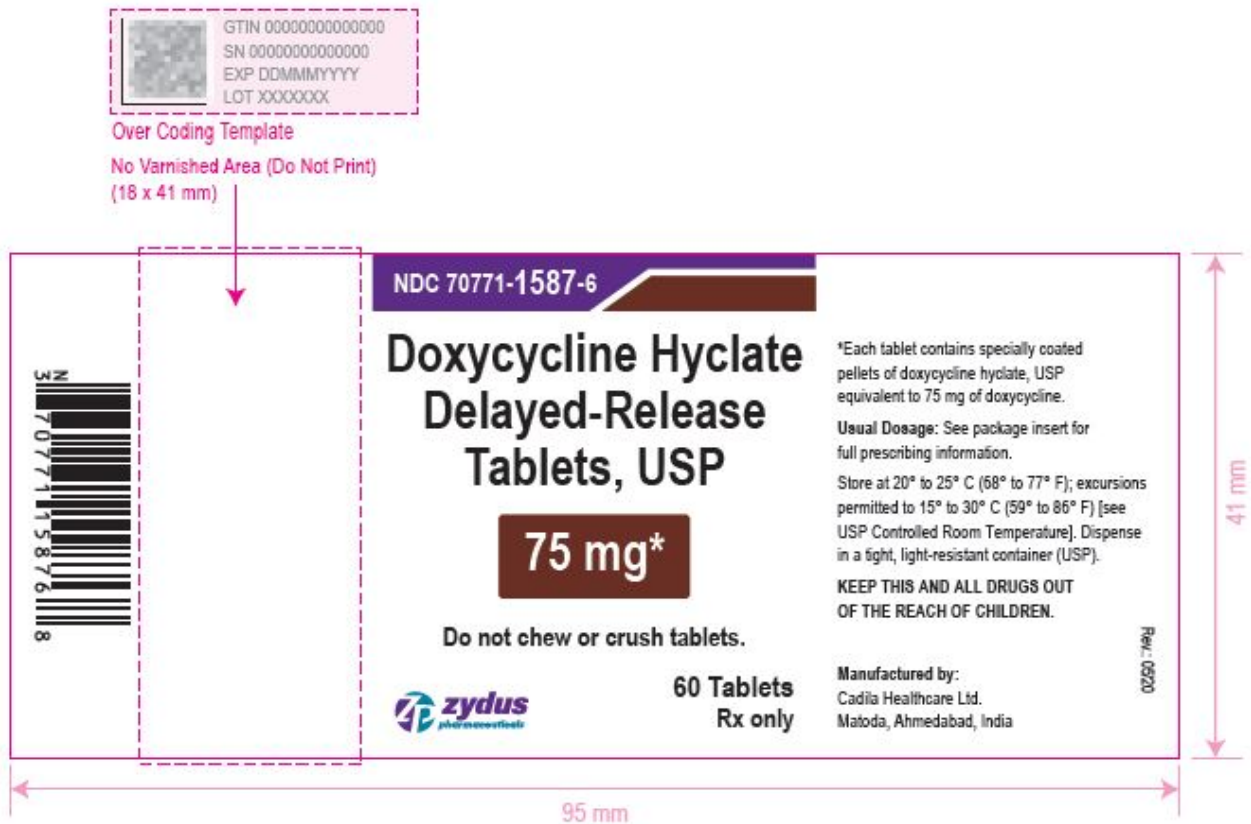 GTIN 00000000000000
SN 00000000000000
EXP DDMMMYYYY
LOT XXXXXXX
Over Coding Template
No Varnished Area (Do Not Print)
(18 x 41 mm)
N
3
70771 15876
8
NDC 70771-1587-6
Doxycycline Hyclate
Delayed-Release
Tablets, USP
75 mg*
Do not chew or crush tablets.
zydus
pharmaceuticals
60 Tablets
Rx only
*Each tablet contains specially coated
pellets of doxycycline hyclate, USP
equivalent to 75 mg of doxycycline.
Usual Dosage: See package insert for
full prescribing information.
Store at 20° to 25° C (68° to 77° F); excursions
permitted to 15° to 30° C (59° to 86° F) [see
USP Controlled Room Temperature]. Dispense
in a tight, light-resistant container (USP).
KEEP THIS AND ALL DRUGS OUT
OF THE REACH OF CHILDREN.
Manufactured by:
Cadila Healthcare Ltd.
Matoda, Ahmedabad, India
Rev.: 05/20
41 mm
95 mm